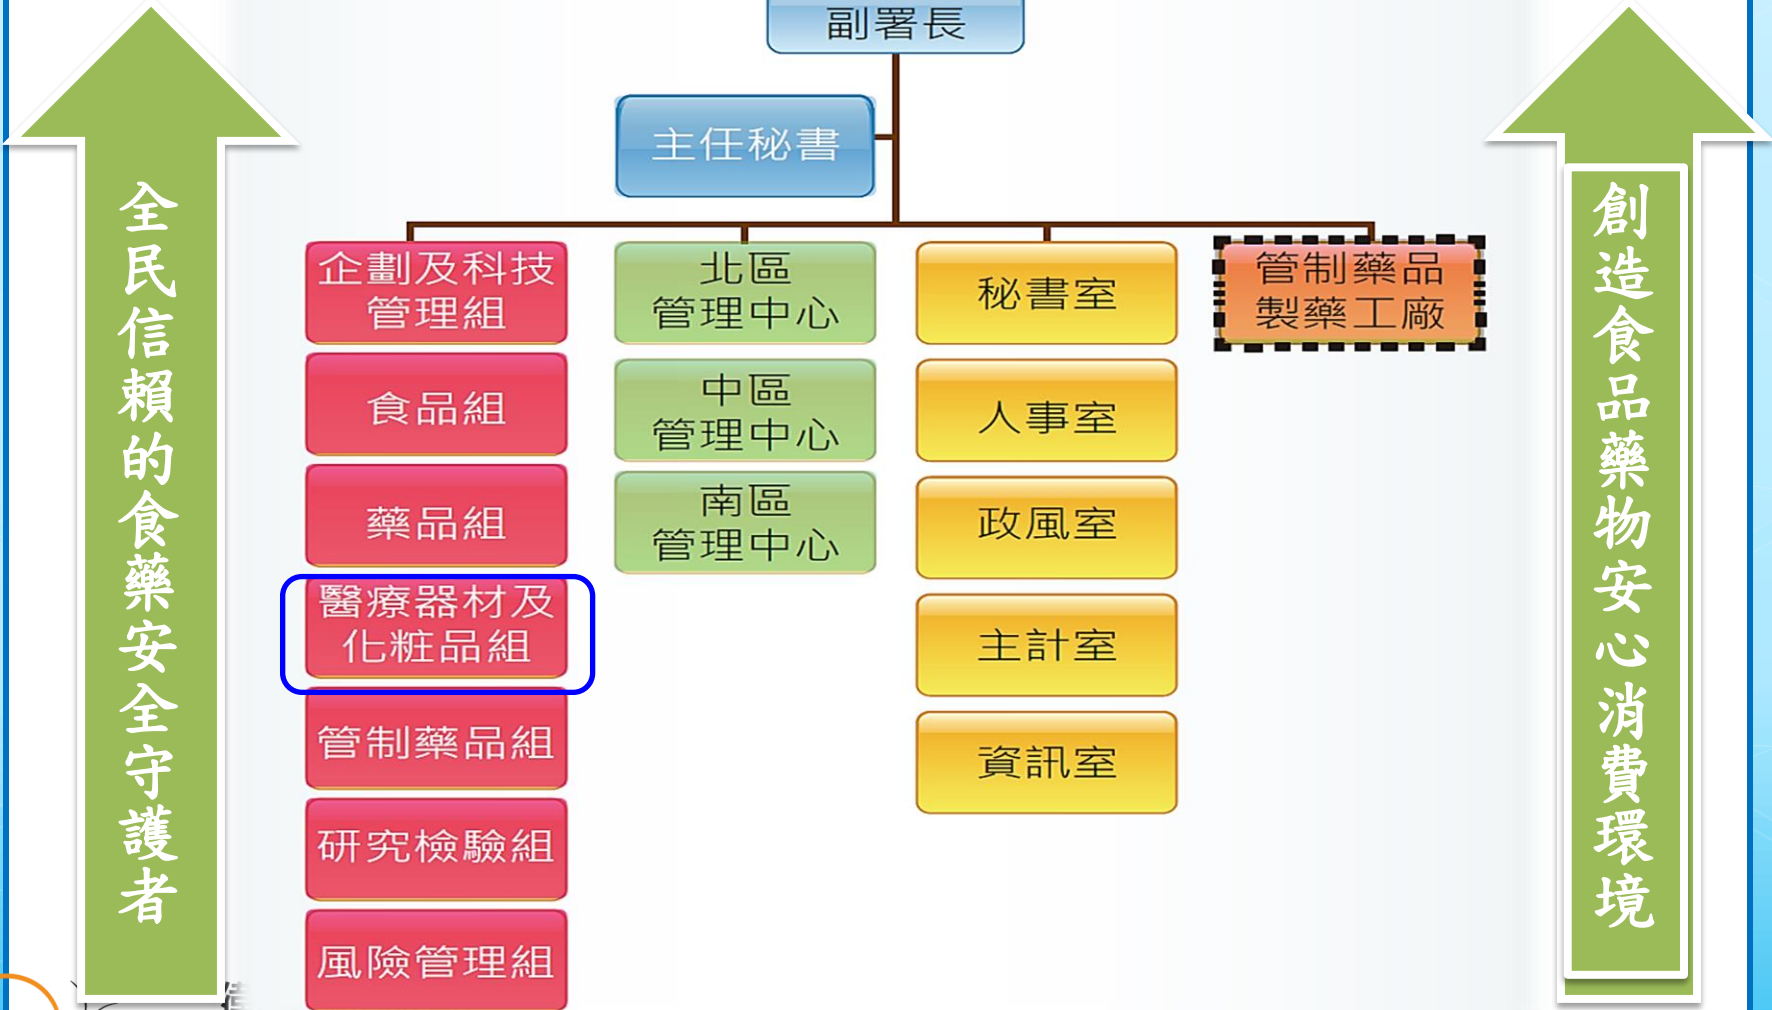 副署長
主任秘書
全民信賴的食藥安全守護者
企劃及科技
管理組
食品組
藥品組
醫療器材及
化粧品組
管制藥品組
研究檢驗組
風險管理組
北區
管理中心
中區
管理中心
南區
管理中心
秘書室
人事室
政風室
主計室
資訊室
管制藥品
製藥工廠
創造食品藥物安心消費環境